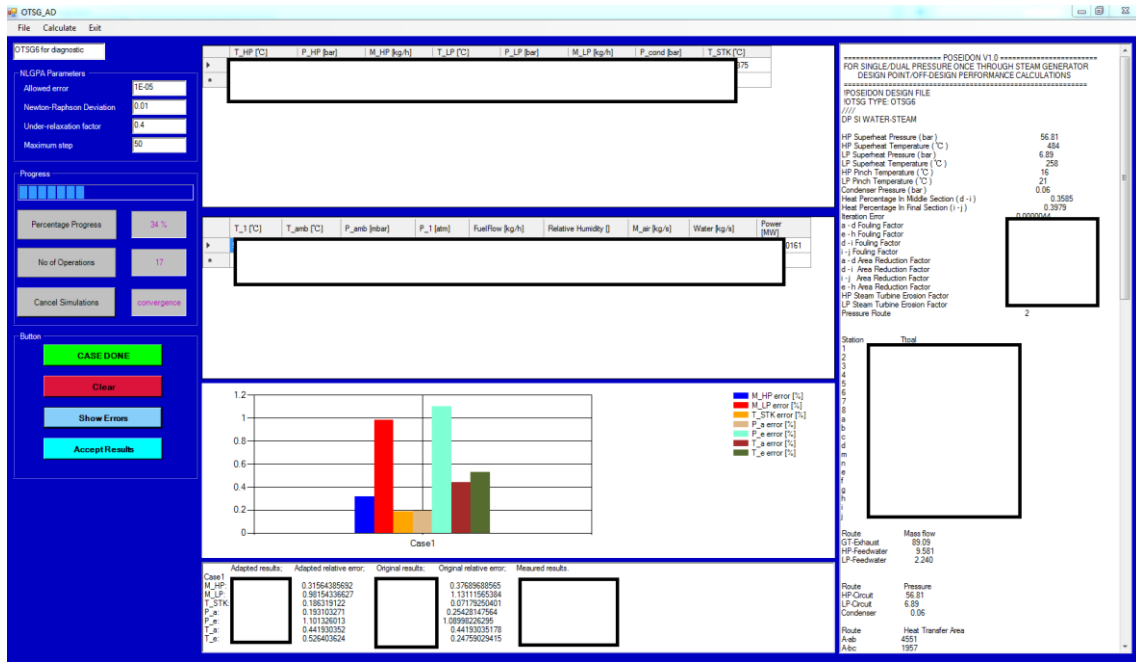 OTSG_AD
File Calculate Exit
OTSG6 for diagnostic
NLGPA Parameters
Allowed error 1E-05
Newton-Raphson Deviation 0.01
Under-relaxation factor 0.4
Maximum step 50
Progress
Percentage Progress 34 %
No of Operations 17
Cancel Simulations convergence
Button
CASE DONE
Clear
Show Errors
Accept Results
T_HP [℃] P_HP [bar] M_HP [kg/h] T_LP [℃] P_LP [bar] M_LP [kg/h] P_cond [bar] T_STK [℃]
375
T_1 [℃] T_amb [℃] P_amb [mbar] P_1 [atm] FuelFlow [kg/h] Relative Humidity [] M_air [kg/s] Water [kg/s] Power [MW]
0161
1.2
1
0.8
0.6
0.4
0.2
0
Case1
M_HP error [%]
M_LP error [%]
T_STK error [%]
P_a error [%]
P_e error [%]
T_a error [%]
T_e error [%]
Adapted results; Adapted relative error; Original results; Original relative error; Meaured results.
Case1
M_HP: 0.31564385692 0.37689688565
M_LP: 0.98154336627 1.13111565384
T_STK: 0.186319122 0.07179250401
P_a: 0.193103271 0.25428147564
P_e: 1.101326013 1.08998226295
T_a: 0.441930352 0.44193035178
T_e: 0.526403624 0.24759029415
======================= POSEIDON V1.0 =======================
FOR SINGLE/DUAL PRESSURE ONCE THROUGH STEAM GENERATOR
DESIGN POINT/OFF-DESIGN PERFORMANCE CALCULATIONS
!POSEIDON DESIGN FILE
!OTSG TYPE: OTSG6
////
DP SI WATER-STEAM
HP Superheat Pressure ( bar ) 56.81
HP Superheat Temperature ( ℃ ) 484
LP Superheat Pressure ( bar ) 6.89
LP Superheat Temperature ( ℃ ) 258
HP Pinch Temperature ( ℃ ) 16
LP Pinch Temperature ( ℃ ) 21
Condenser Pressure ( bar ) 0.06
Heat Percentage In Middle Section ( d - i ) 0.3585
Heat Percentage In Final Section ( i - j ) 0.3979
Iteration Error 0.0000044
a - d Fouling Factor
e - h Fouling Factor
d - i Fouling Factor
i - j Fouling Factor
a - d Area Reduction Factor
d - i Area Reduction Factor
i - j Area Reduction Factor
e - h Area Reduction Factor
HP Steam Turbine Erosion Factor
LP Steam Turbine Erosion Factor
Pressure Route 2
Station Ttoal
1
2
3
4
5
6
7
8
a
b
c
d
m
n
e
f
g
h
i
j
Route Mass flow
GT-Exhaust 89.09
HP-Feedwater 9.581
LP-Feedwater 2.240
Route Pressure
HP-Circuit 56.81
LP-Circuit 6.89
Condenser 0.06
Route Heat Transfer Area
A-ab 4551
A-bc 1957